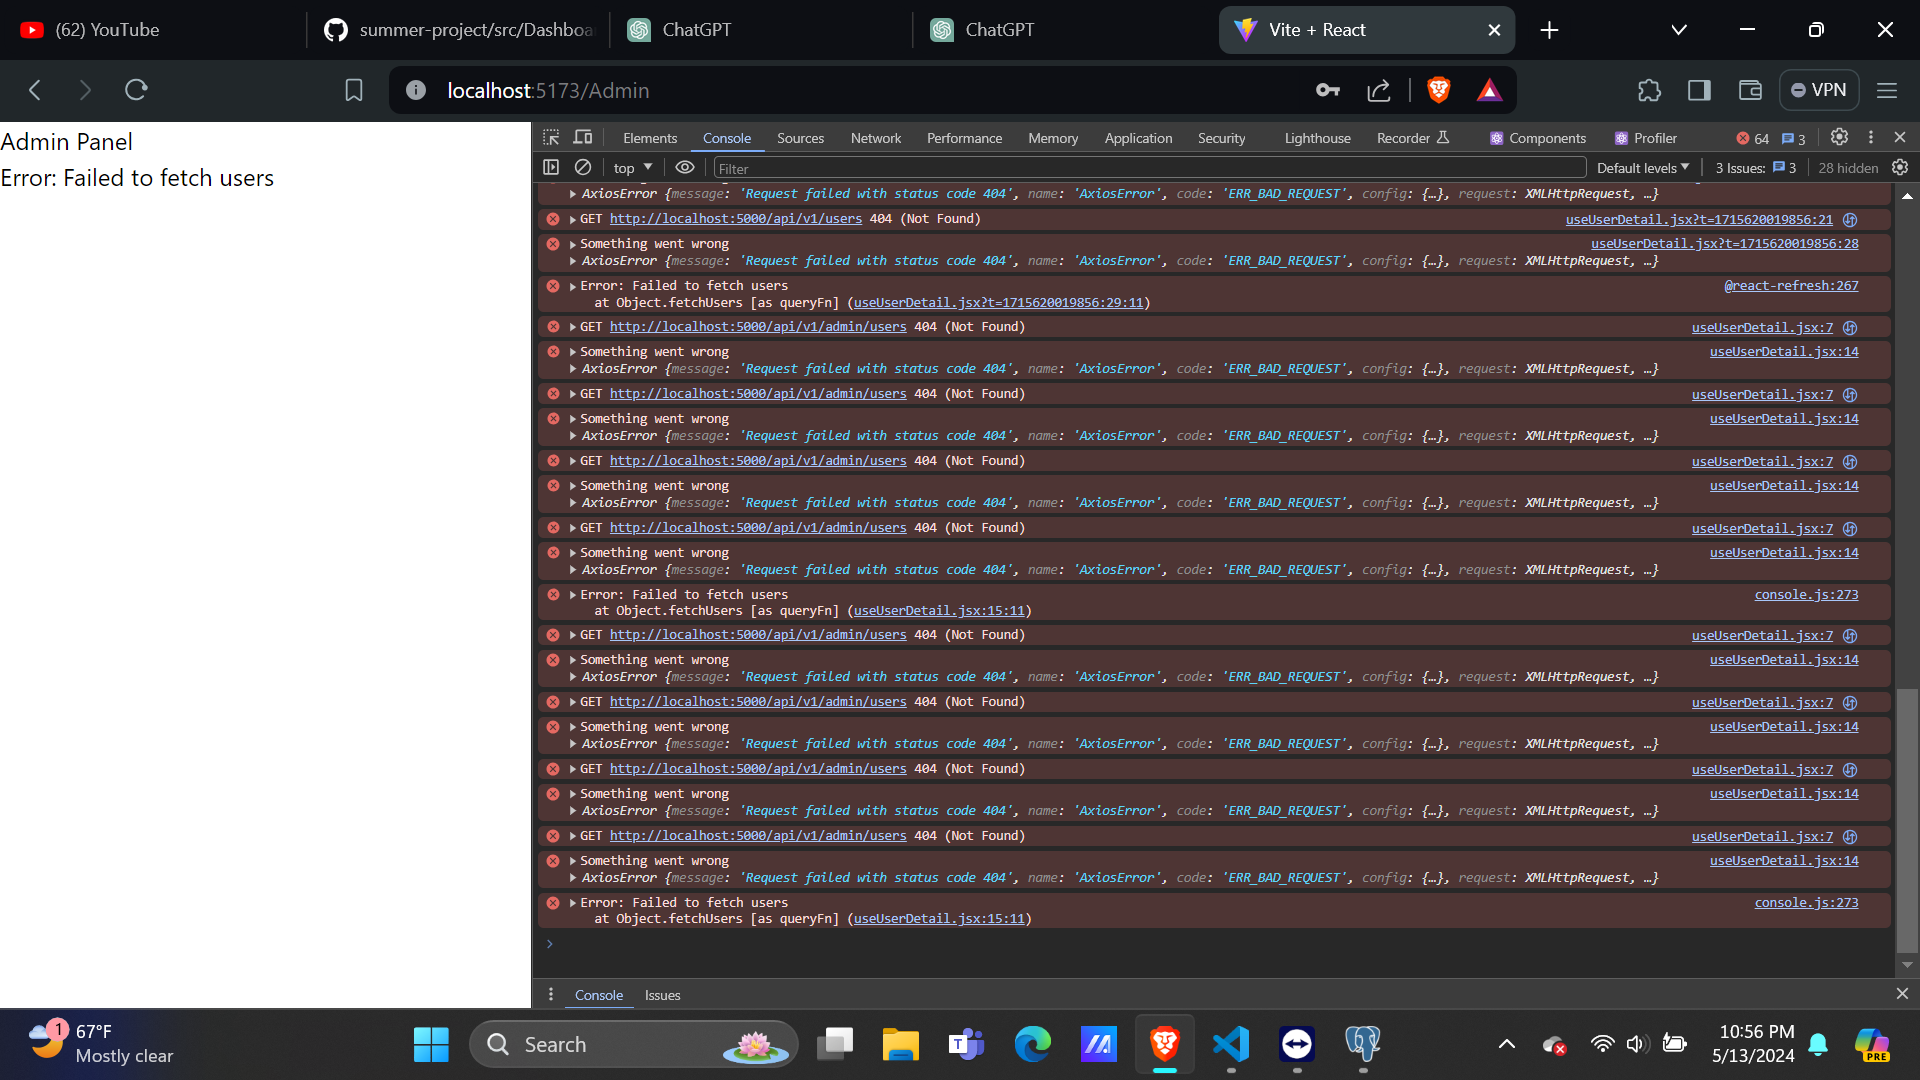 (62) YouTube
summer-project/src/Dashboa
ChatGPT
ChatGPT
Vite + React
localhost:5173/Admin
VPN
Admin Panel
Error: Failed to fetch users
Elements Console Sources Network Performance Memory Application Security Lighthouse Recorder Components Profiler 64 3
top Filter Default levels 3 Issues: 3 28 hidden
AxiosError {message: 'Request failed with status code 404', name: 'AxiosError', code: 'ERR_BAD_REQUEST', config: {…}, request: XMLHttpRequest, …}
GET http://localhost:5000/api/v1/users 404 (Not Found) useUserDetail.jsx?t=1715620019856:21
Something went wrong useUserDetail.jsx?t=1715620019856:28
AxiosError {message: 'Request failed with status code 404', name: 'AxiosError', code: 'ERR_BAD_REQUEST', config: {…}, request: XMLHttpRequest, …}
Error: Failed to fetch users @react-refresh:267
at Object.fetchUsers [as queryFn] (useUserDetail.jsx?t=1715620019856:29:11)
GET http://localhost:5000/api/v1/admin/users 404 (Not Found) useUserDetail.jsx:7
Something went wrong useUserDetail.jsx:14
AxiosError {message: 'Request failed with status code 404', name: 'AxiosError', code: 'ERR_BAD_REQUEST', config: {…}, request: XMLHttpRequest, …}
GET http://localhost:5000/api/v1/admin/users 404 (Not Found) useUserDetail.jsx:7
Something went wrong useUserDetail.jsx:14
AxiosError {message: 'Request failed with status code 404', name: 'AxiosError', code: 'ERR_BAD_REQUEST', config: {…}, request: XMLHttpRequest, …}
GET http://localhost:5000/api/v1/admin/users 404 (Not Found) useUserDetail.jsx:7
Something went wrong useUserDetail.jsx:14
AxiosError {message: 'Request failed with status code 404', name: 'AxiosError', code: 'ERR_BAD_REQUEST', config: {…}, request: XMLHttpRequest, …}
GET http://localhost:5000/api/v1/admin/users 404 (Not Found) useUserDetail.jsx:7
Something went wrong useUserDetail.jsx:14
AxiosError {message: 'Request failed with status code 404', name: 'AxiosError', code: 'ERR_BAD_REQUEST', config: {…}, request: XMLHttpRequest, …}
Error: Failed to fetch users console.js:273
at Object.fetchUsers [as queryFn] (useUserDetail.jsx:15:11)
GET http://localhost:5000/api/v1/admin/users 404 (Not Found) useUserDetail.jsx:7
Something went wrong useUserDetail.jsx:14
AxiosError {message: 'Request failed with status code 404', name: 'AxiosError', code: 'ERR_BAD_REQUEST', config: {…}, request: XMLHttpRequest, …}
GET http://localhost:5000/api/v1/admin/users 404 (Not Found) useUserDetail.jsx:7
Something went wrong useUserDetail.jsx:14
AxiosError {message: 'Request failed with status code 404', name: 'AxiosError', code: 'ERR_BAD_REQUEST', config: {…}, request: XMLHttpRequest, …}
GET http://localhost:5000/api/v1/admin/users 404 (Not Found) useUserDetail.jsx:7
Something went wrong useUserDetail.jsx:14
AxiosError {message: 'Request failed with status code 404', name: 'AxiosError', code: 'ERR_BAD_REQUEST', config: {…}, request: XMLHttpRequest, …}
GET http://localhost:5000/api/v1/admin/users 404 (Not Found) useUserDetail.jsx:7
Something went wrong useUserDetail.jsx:14
AxiosError {message: 'Request failed with status code 404', name: 'AxiosError', code: 'ERR_BAD_REQUEST', config: {…}, request: XMLHttpRequest, …}
Error: Failed to fetch users console.js:273
at Object.fetchUsers [as queryFn] (useUserDetail.jsx:15:11)
Console Issues
1
67°F
Mostly clear
Search
10:56 PM
5/13/2024
PRE